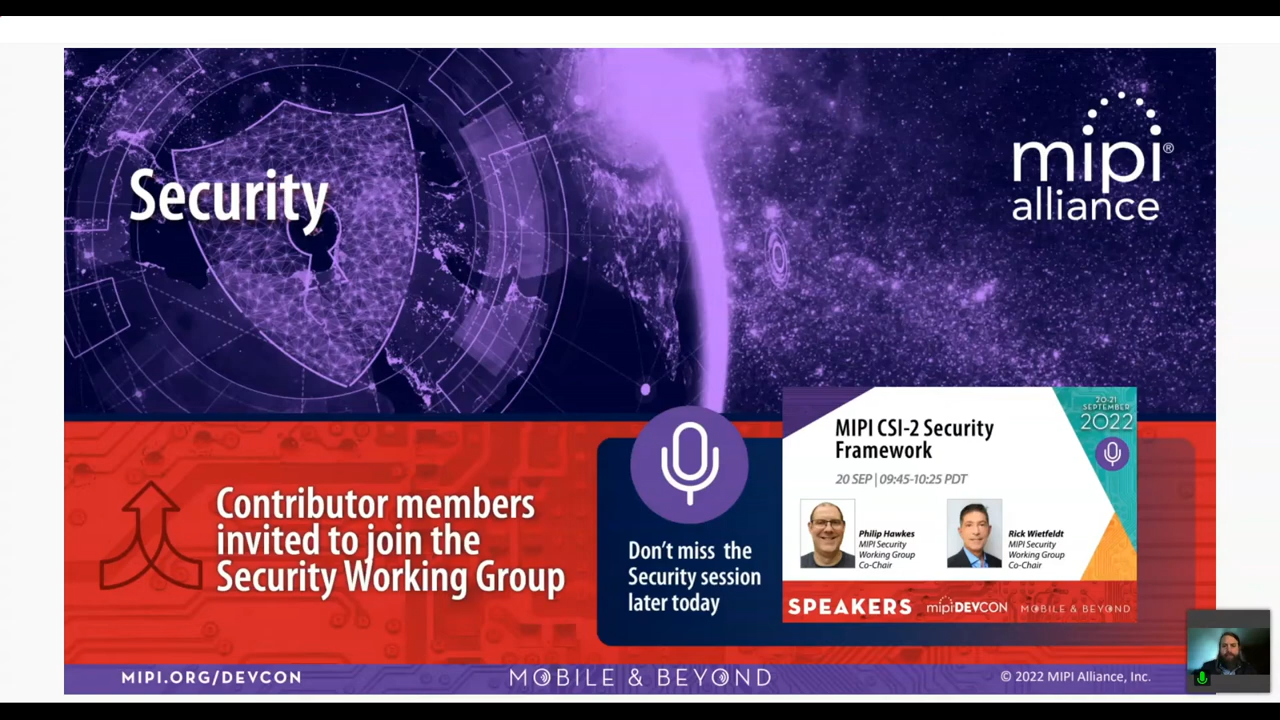 Security
mipi®
alliance
Contributor members
invited to join the
Security Working Group
Don't miss the
Security session
later today
20-21
SEPTEMBER
2022
MIPI CSI-2 Security
Framework
20 SEP | 09:45-10:25 PDT
Philip Hawkes
MIPI Security
Working Group
Co-Chair
Rick Wietfeldt
MIPI Security
Working Group
Co-Chair
SPEAKERS
mipi DEVCON
MOBILE & BEYOND
MIPI.ORG/DEVCON
MOBILE & BEYOND
© 2022 MIPI Alliance, Inc.